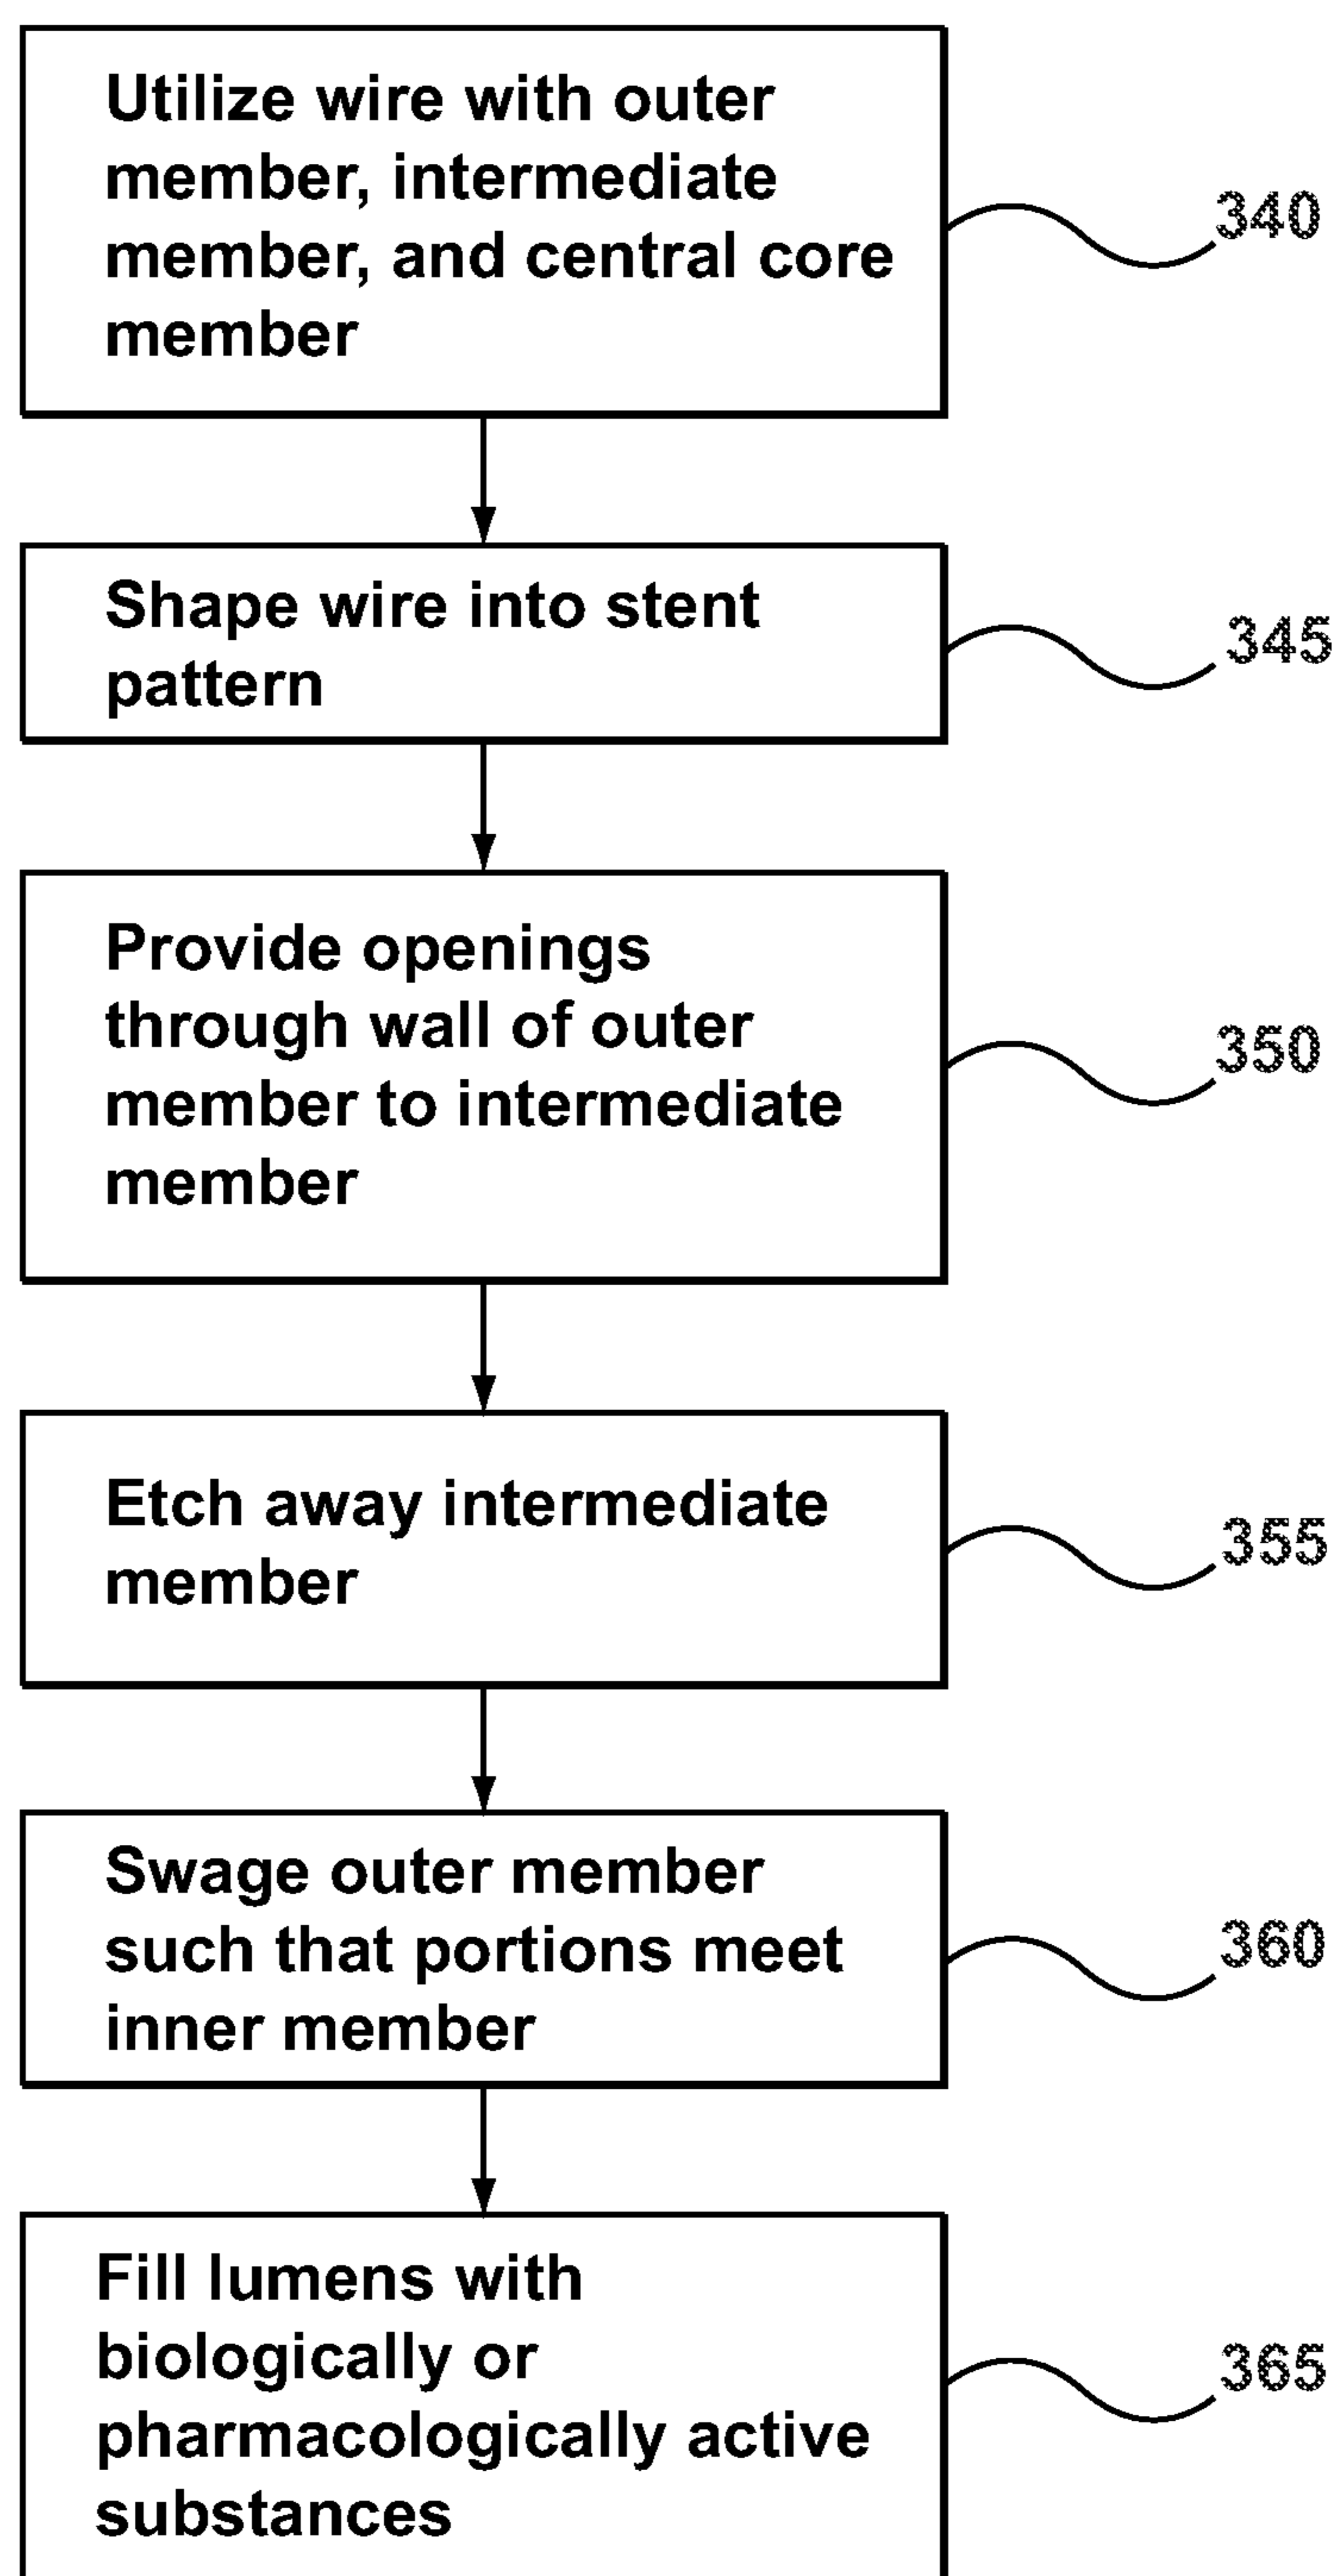 Utilize wire with outer
member, intermediate
member, and central core
member
340
Shape wire into stent
pattern
345
Provide openings
through wall of outer
member to intermediate
member
350
Etch away intermediate
member
355
Swage outer member
such that portions meet
inner member
360
Fill lumens with
biologically or
pharmacologically active
substances
365